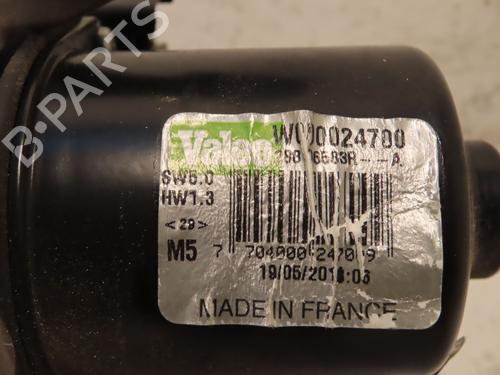 B-PARTS
Valeo
W000024700
SW6.0
HW1.3
<29>
M5
7 704000 247009
MADE IN FRANCE